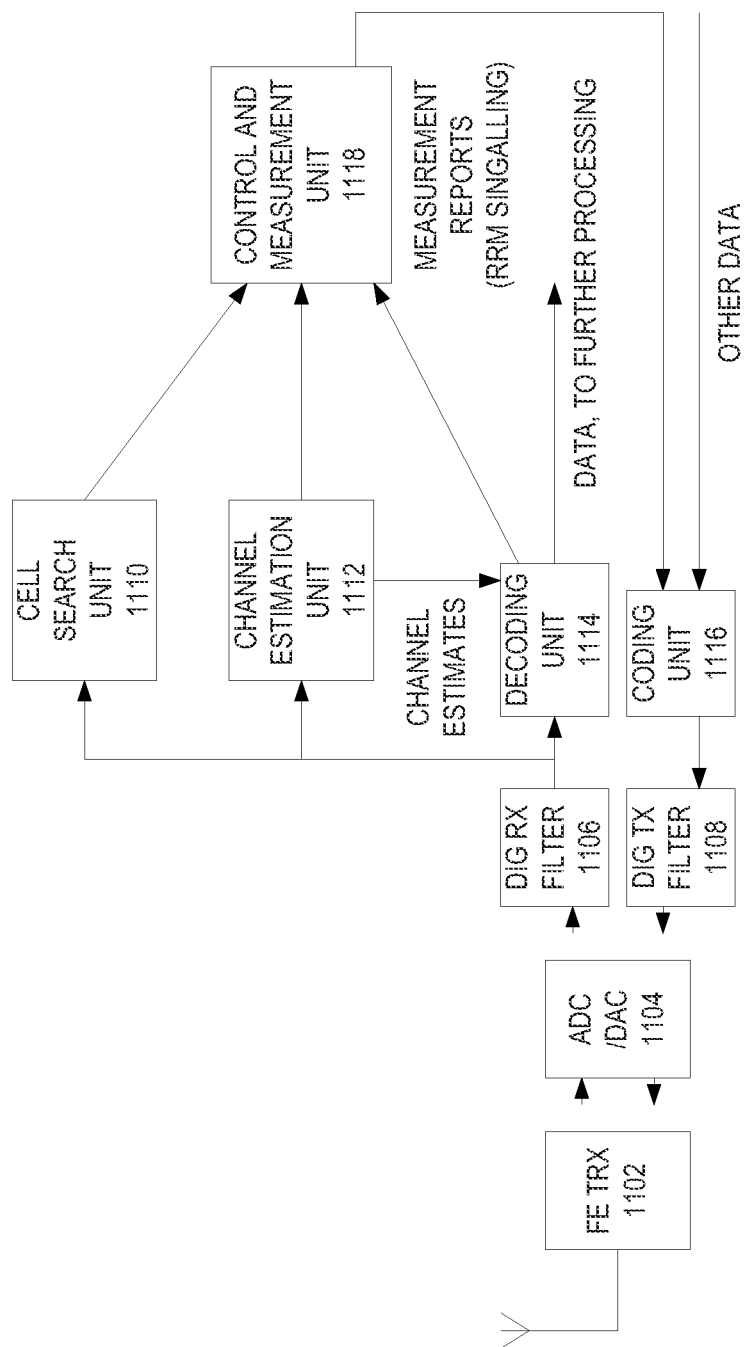 CELL
SEARCH
UNIT
1110
CHANNEL
ESTIMATION
UNIT
1112
CONTROL AND
MEASUREMENT
UNIT
1118
CHANNEL
ESTIMATES
MEASUREMENT
REPORTS
(RRM SINGALLING)
FE TRX
1102
ADC
/DAC
1104
DIG RX
FILTER
1106
DECODING
UNIT
1114
DATA, TO FURTHER PROCESSING
DIG TX
FILTER
1108
CODING
UNIT
1116
OTHER DATA